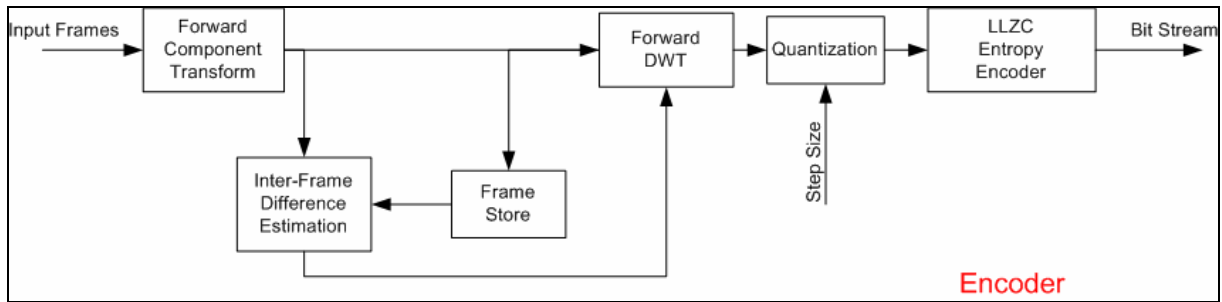 Input Frames
Forward
Component
Transform
Forward
DWT
Quantization
LLZC
Entropy
Encoder
Bit Stream
Step Size
Inter-Frame
Difference
Estimation
Frame
Store
Encoder